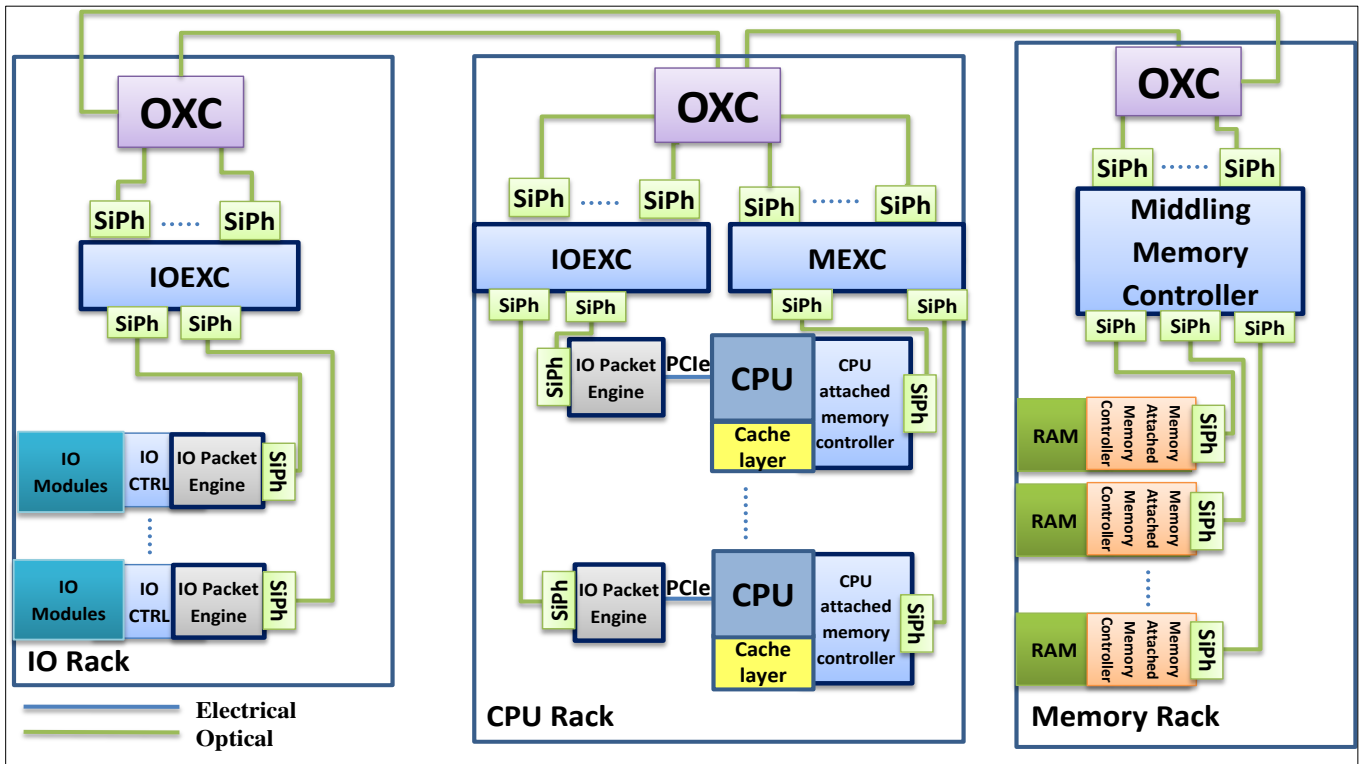 OXC
SiPh
SiPh
IOEXC
SiPh
SiPh
IO
Modules
IO
CTRL
IO Packet
Engine
SiPh
IO
Modules
IO
CTRL
IO Packet
Engine
SiPh
IO Rack
Electrical
Optical
OXC
SiPh
SiPh
SiPh
SiPh
IOEXC
MEXC
SiPh
SiPh
SiPh
SiPh
SiPh
IO Packet
Engine
PCIe
CPU
Cache
layer
CPU
attached
memory
controller
SiPh
SiPh
IO Packet
Engine
PCIe
CPU
Cache
layer
CPU
attached
memory
controller
SiPh
CPU Rack
OXC
SiPh
SiPh
Middling
Memory
Controller
SiPh
SiPh
SiPh
RAM
Memory
Attached
Memory
Controller
SiPh
RAM
Memory
Attached
Memory
Controller
SiPh
RAM
Memory
Attached
Memory
Controller
SiPh
Memory Rack